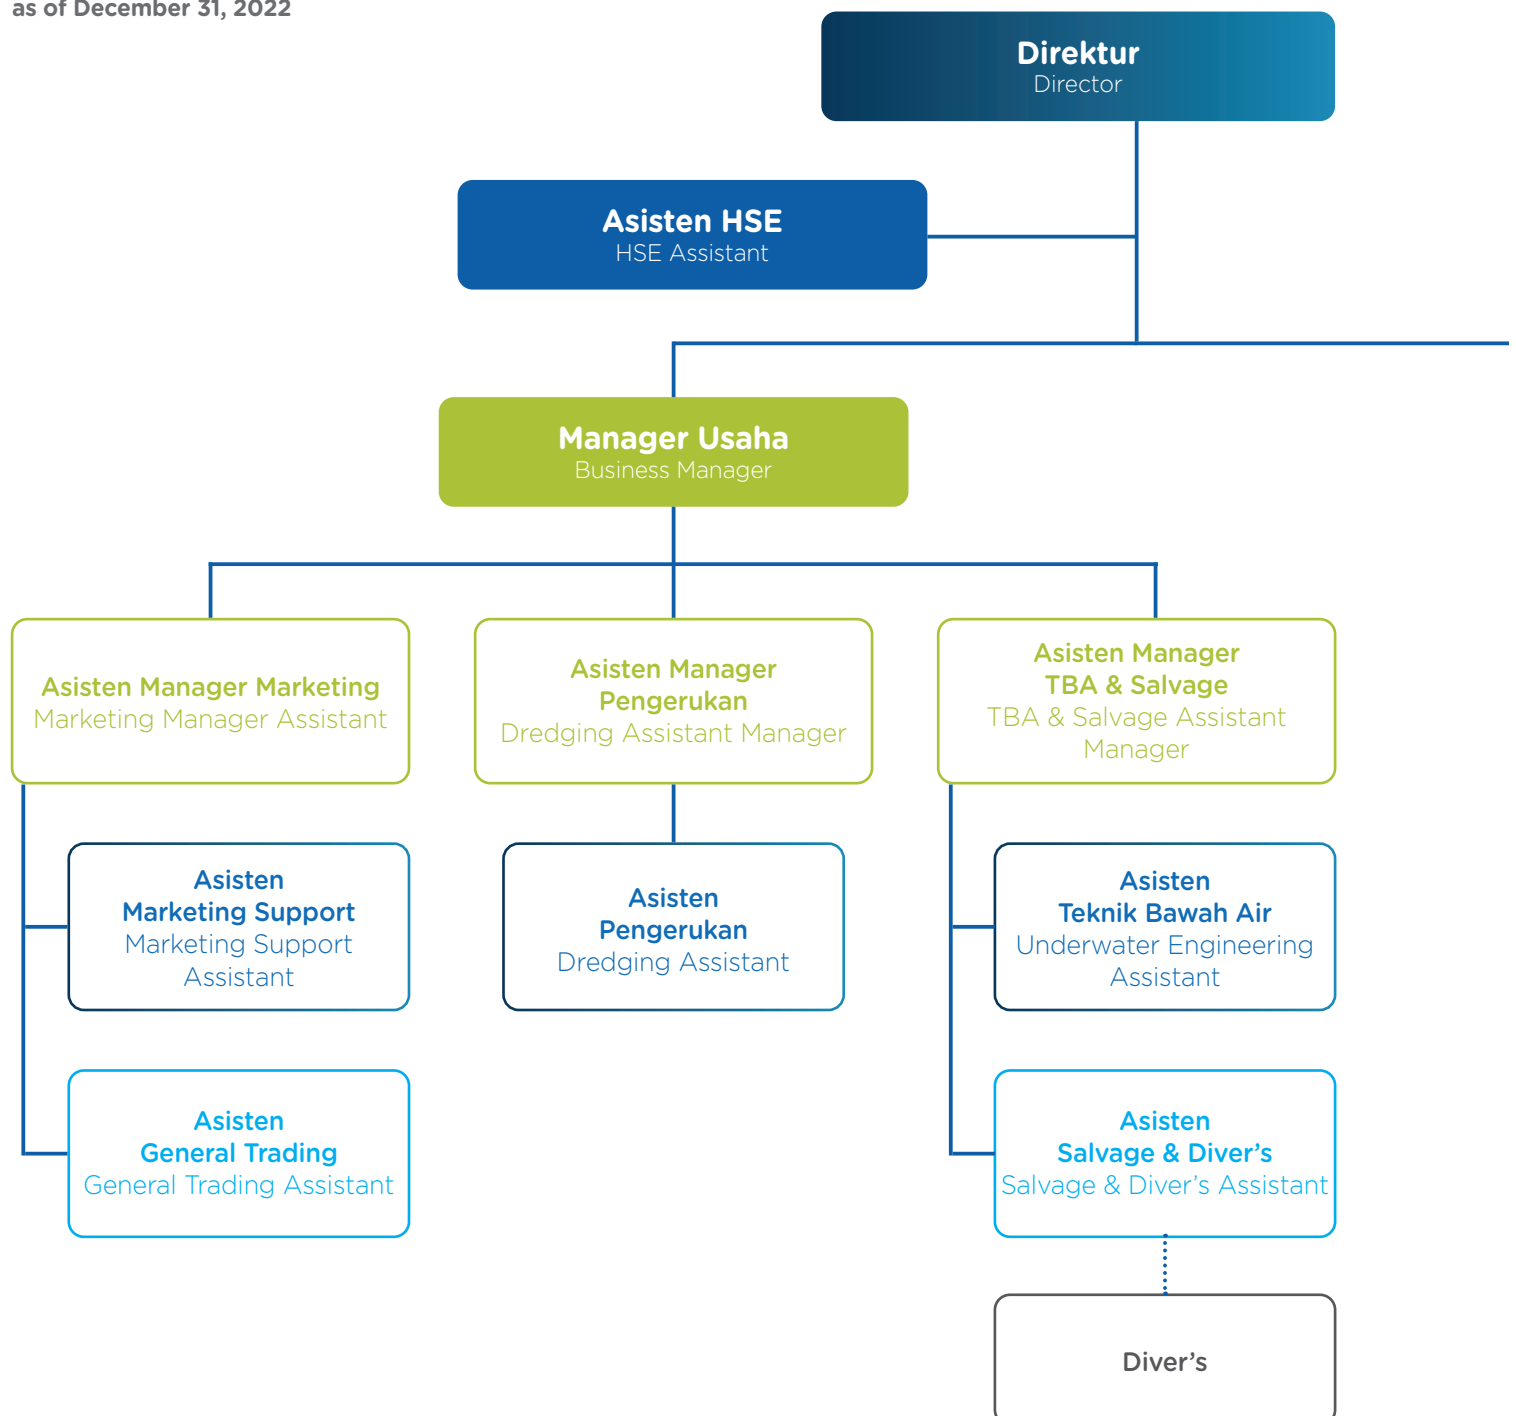 as of December 31, 2022
Direktur
Director
Asisten HSE
HSE Assistant
Manager Usaha
Business Manager
Asisten Manager Marketing
Marketing Manager Assistant
Asisten Manager
Pengerukan
Dredging Assistant Manager
Asisten Manager
TBA & Salvage
TBA & Salvage Assistant
Manager
Asisten
Marketing Support
Marketing Support
Assistant
Asisten
Pengerukan
Dredging Assistant
Asisten
Teknik Bawah Air
Underwater Engineering
Assistant
Asisten
General Trading
General Trading Assistant
Asisten
Salvage & Diver’s
Salvage & Diver’s Assistant
Diver’s